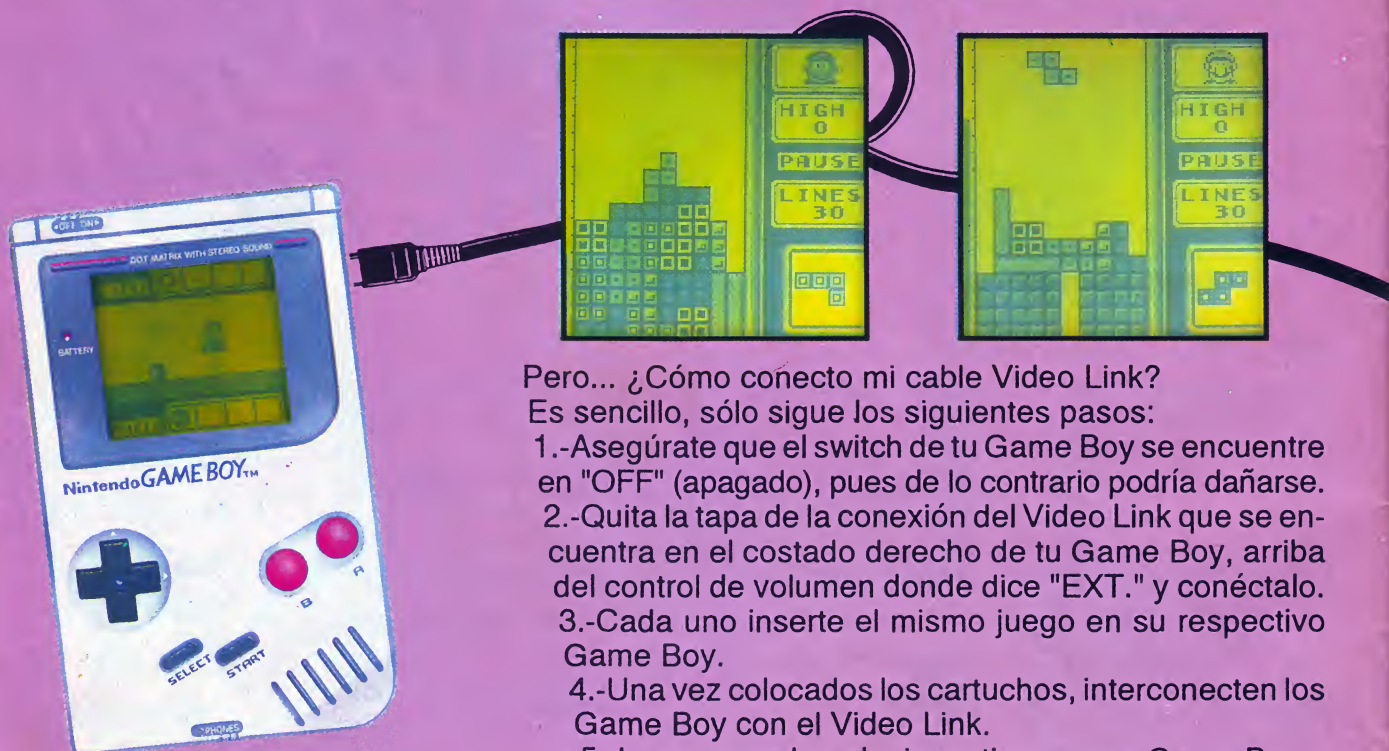 HIGH
0
PAUSE
LINES
30
HIGH
0
PAUSE
LINES
30
OFF ON
DOT MATRIX WITH STEREO SOUND
BATTERY
Nintendo GAME BOY™
B
A
SELECT
START
PHONES
Pero... ¿Cómo conecto mi cable Video Link?
Es sencillo, sólo sigue los siguientes pasos:
1.-Asegúrate que el switch de tu Game Boy se encuentre
en "OFF" (apagado), pues de lo contrario podría dañarse.
2.-Quita la tapa de la conexión del Video Link que se en-
cuentra en el costado derecho de tu Game Boy, arriba
del control de volumen donde dice "EXT." y conéctalo.
3.-Cada uno inserte el mismo juego en su respectivo
Game Boy.
4.-Una vez colocados los cartuchos, interconecten los
Game Boy con el Video Link.